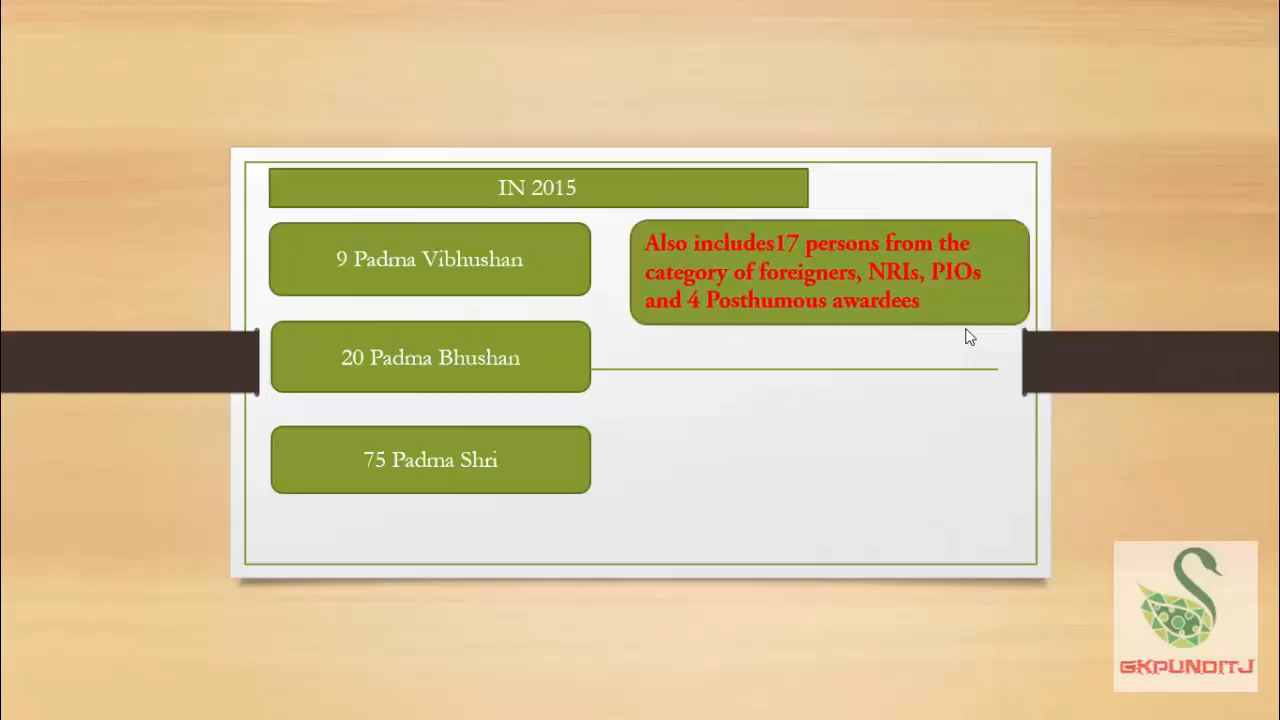 IN 2015
9 Padma Vibhushan
Also includes17 persons from the
category of foreigners, NRIs, PIOs
and 4 Posthumous awardees
20 Padma Bhushan
75 Padma Shri
GKPUNDITJ